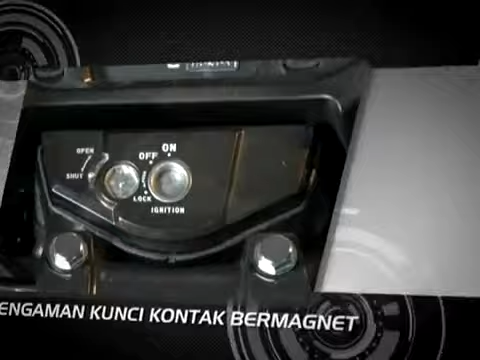 OPEN
SHUT
OFF
ON
LOCK
IGNITION
ENGAMAN KUNCI KONTAK BERMAGNET